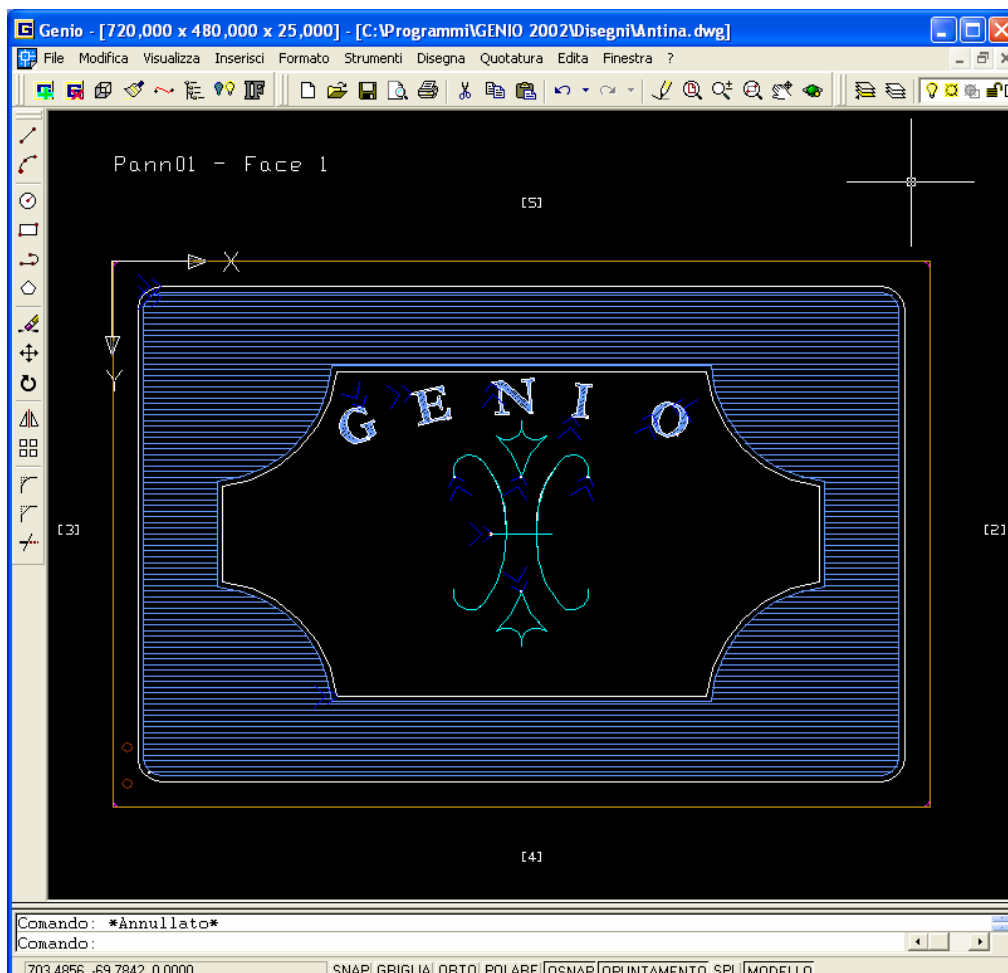 Genio - [720,000 x 480,000 x 25,000] - [C:\Programmi\GENIO 2002\Disegni\Antina.dwg]
File Modifica Visualizza Inserisci Formato Strumenti Disegna Quotatura Edita Finestra ?
Pann01 - Face 1
[5]
X
Y
G E N I O
[3]
[2]
[4]
Comando: *Annullato*
Comando:
703.4856, -69.7842, 0.0000 SNAP GRIGLIA ORTO POLARE OSNAP OPUNTAMENTO SPL MODELLO